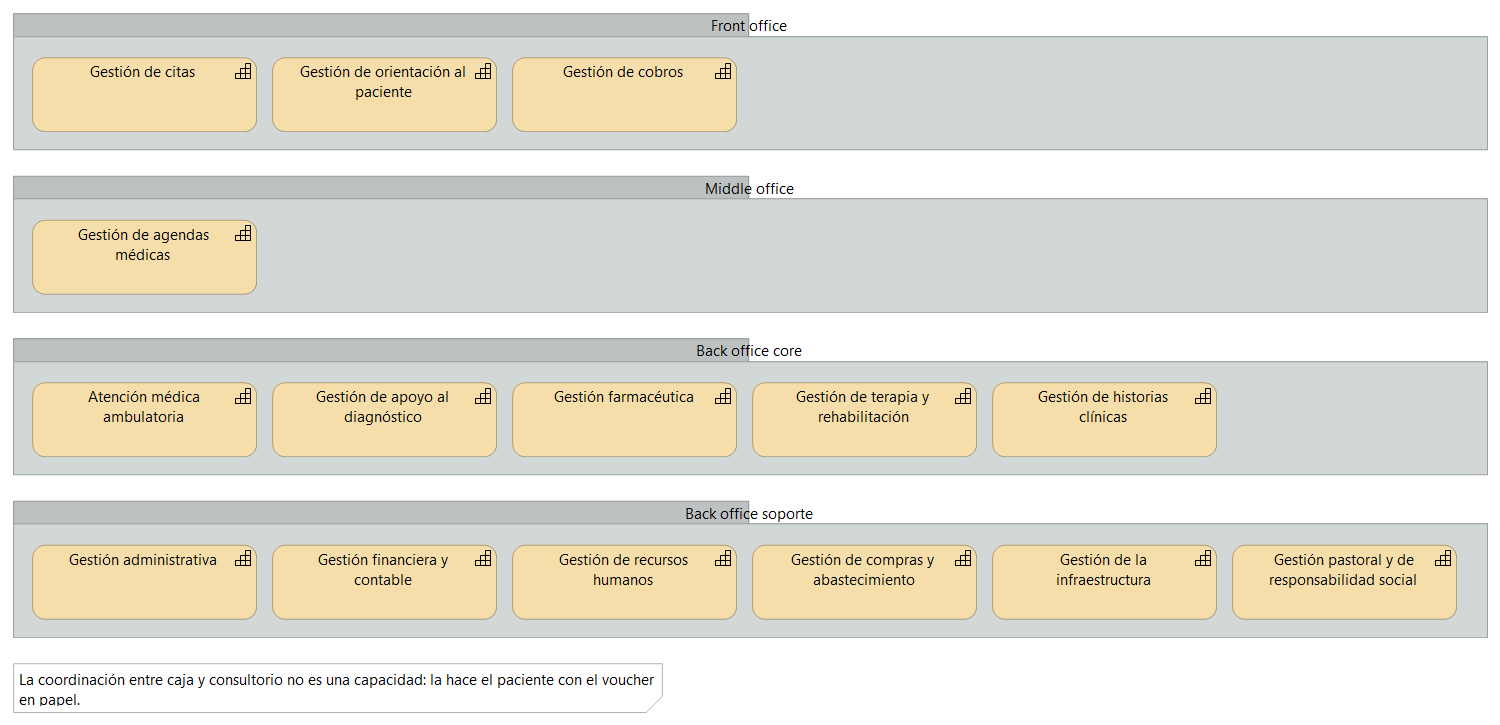 Front office
Gestión de citas
Gestión de orientación al
paciente
Gestión de cobros
Middle office
Gestión de agendas
médicas
Back office core
Atención médica
ambulatoria
Gestión de apoyo al
diagnóstico
Gestión farmacéutica
Gestión de terapia y
rehabilitación
Gestión de historias
clínicas
Back office soporte
Gestión administrativa
Gestión financiera y
contable
Gestión de recursos
humanos
Gestión de compras y
abastecimiento
Gestión de la
infraestructura
Gestión pastoral y de
responsabilidad social
La coordinación entre caja y consultorio no es una capacidad: la hace el paciente con el voucher
en papel.